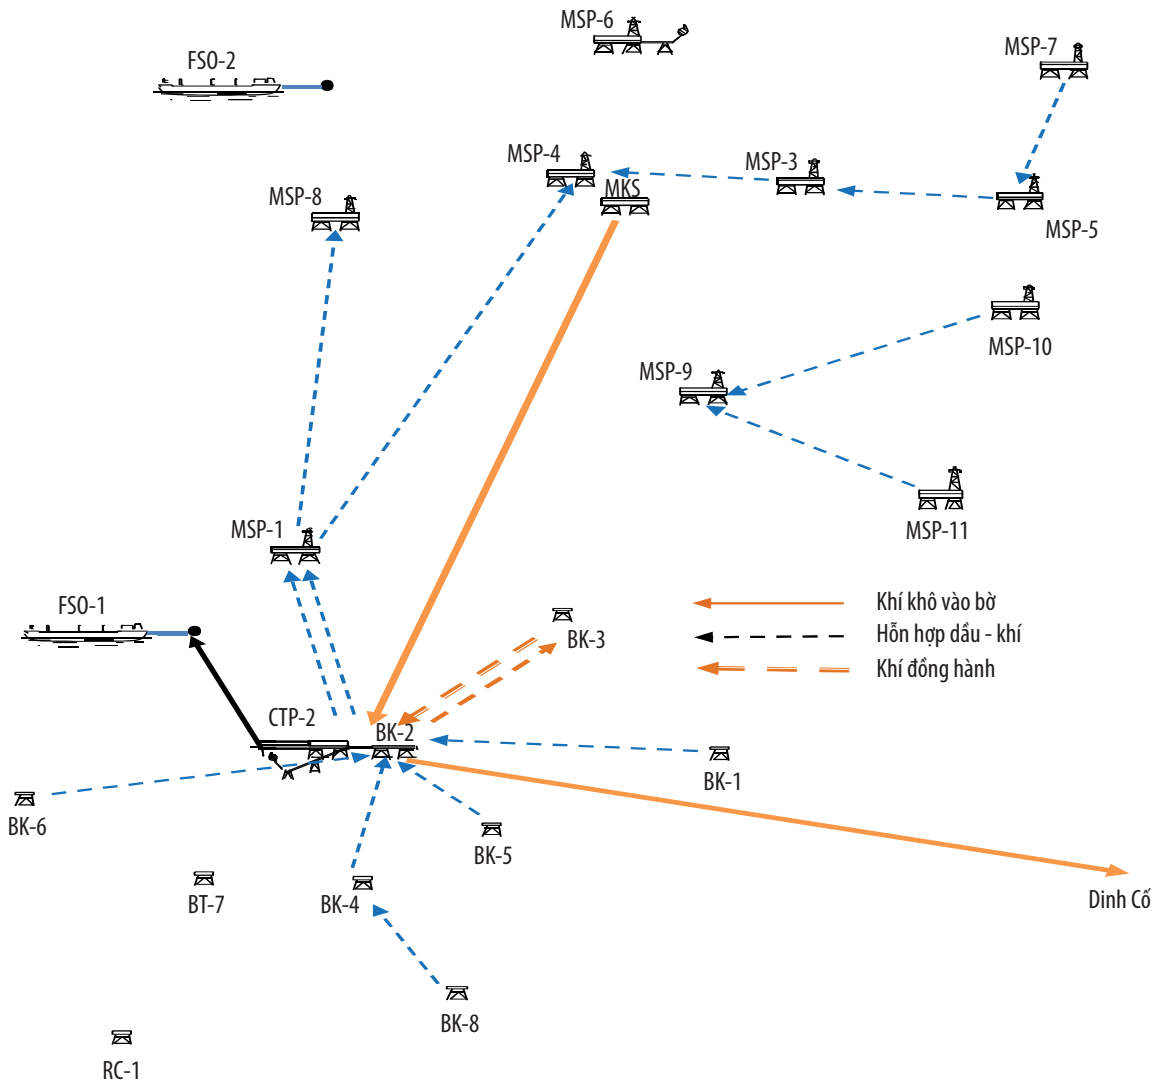 MSP-6
MSP-7
FSO-2
MSP-4
MSP-3
MKS
MSP-8
MSP-5
MSP-10
MSP-9
MSP-1
MSP-11
FSO-1
Khí khô vào bờ
BK-3
Hỗn hợp dầu - khí
Khí đồng hành
CTP-2
BK-2
BK-1
BK-6
BK-5
BT-7
BK-4
Dinh Cố
BK-8
RC-1